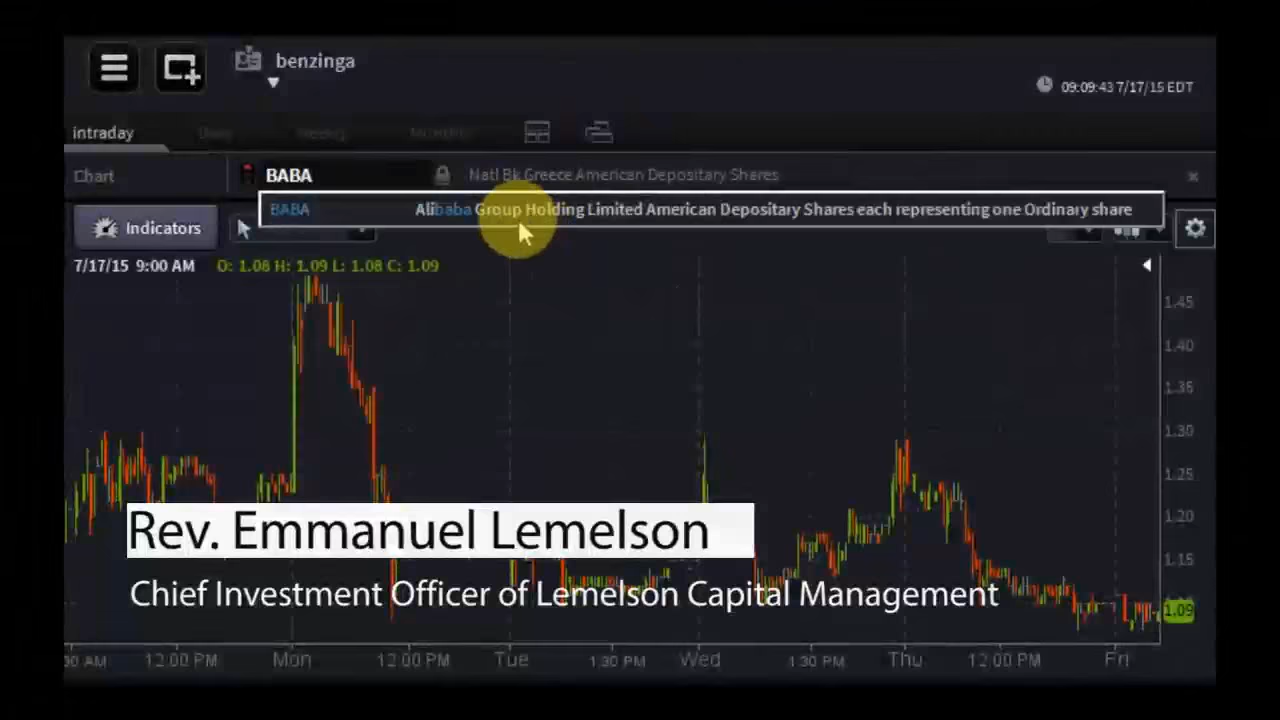 benzinga
09:09:43 7/17/15 EDT
intraday
Weekly
Chart BABA Natl Bk Greece American Depositary Shares
BABA Alibaba Group Holding Limited American Depositary Shares each representing one Ordinary share
Indicators
7/17/15 9:00 AM O: 1.08 H: 1.09 L: 1.08 C: 1.09
1.45
1.40
1.35
1.30
1.25
1.20
1.15
1.09
Rev. Emmanuel Lemelson
Chief Investment Officer of Lemelson Capital Management
00 AM 12:00 PM Mon 12:00 PM Tue 1:30 PM Wed 1:30 PM Thu 12:00 PM Fri